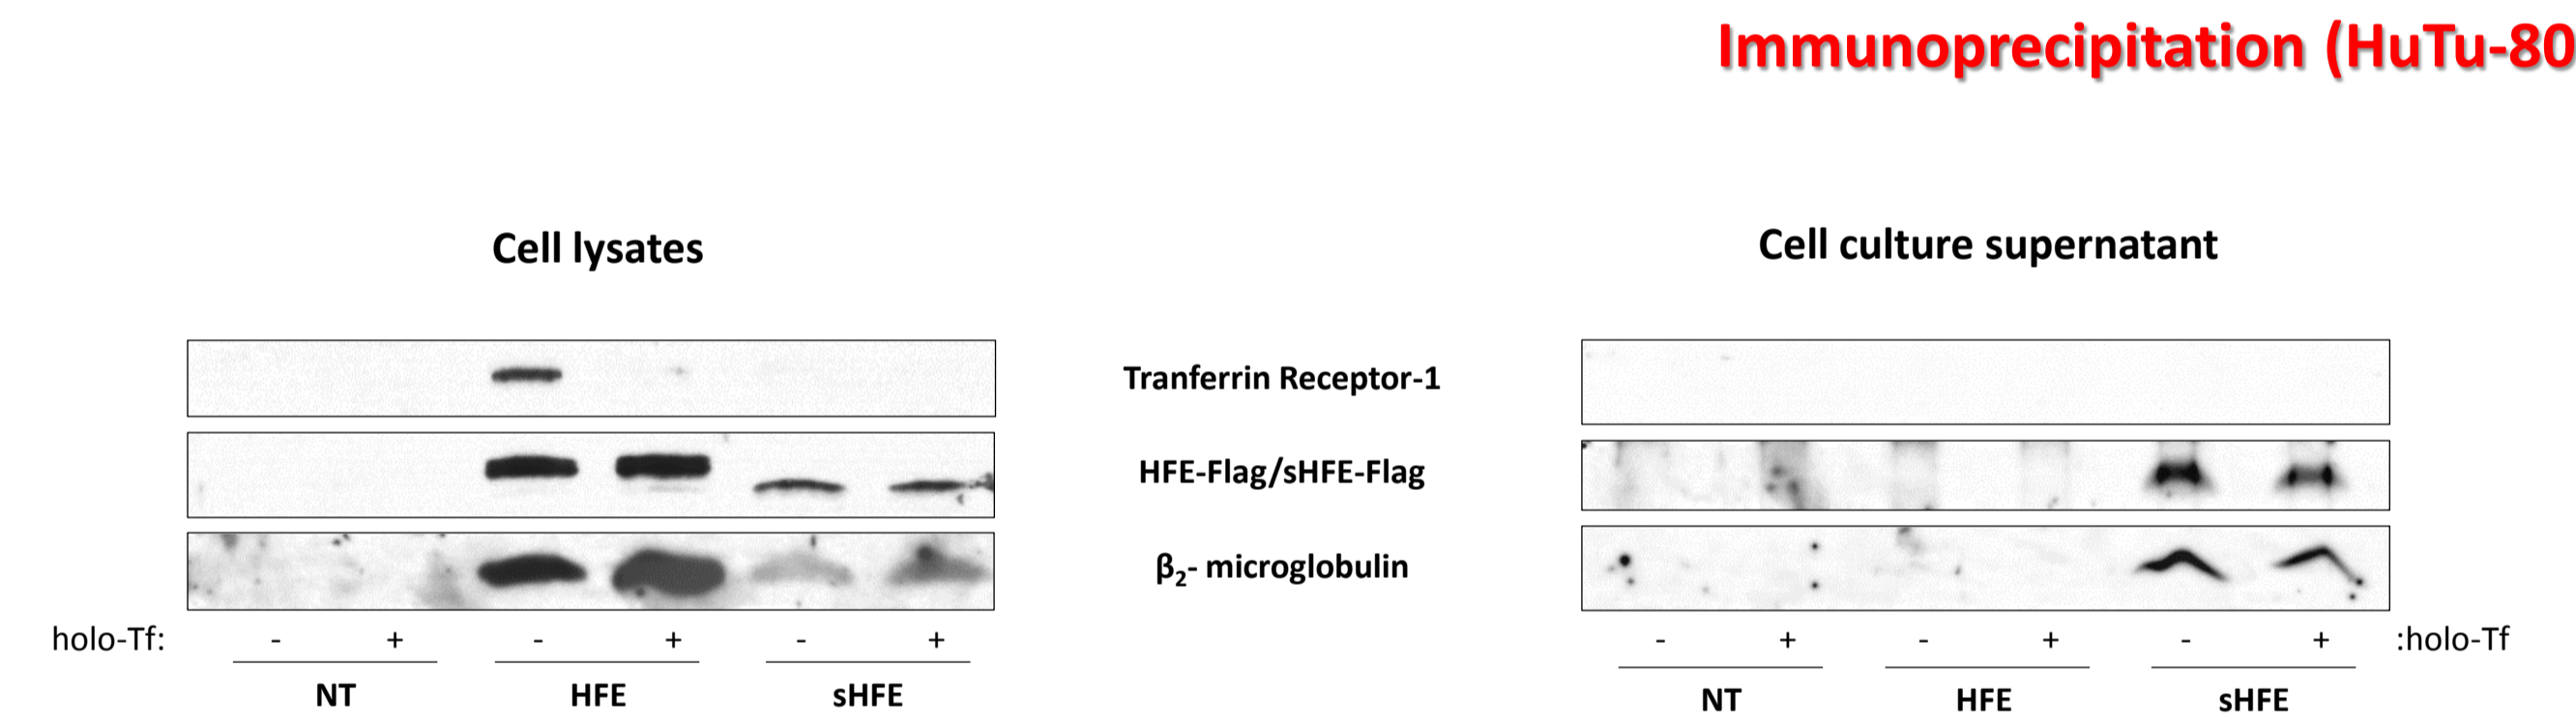 Immunoprecipitation (HuTu-80
Cell lysates
Cell culture supernatant
Tranferrin Receptor-1
HFE-Flag/sHFE-Flag
β₂- microglobulin
holo-Tf: - + - + - +
- + - + - + :holo-Tf
NT HFE sHFE
NT HFE sHFE